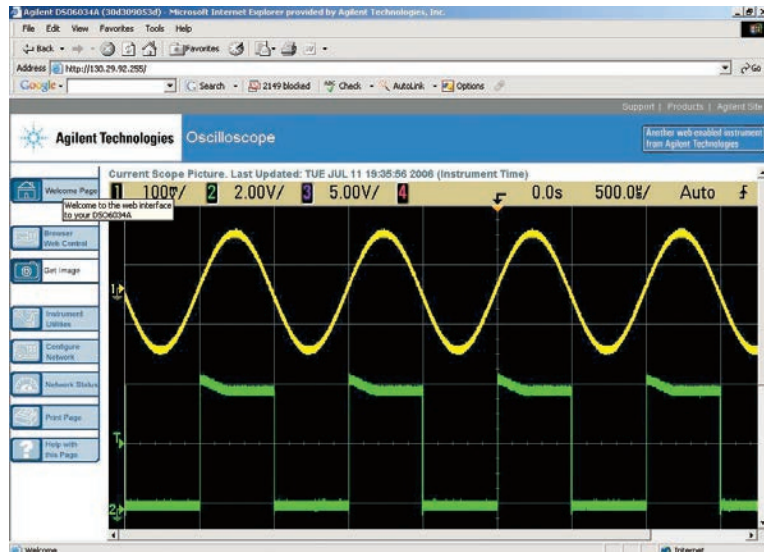 Agilent DSO6034A (30d309053d) - Microsoft Internet Explorer provided by Agilent Technologies, Inc.
File Edit View Favorites Tools Help
Back Favorites
Address http://130.29.92.255/ Go
Google Search 2149 blocked Check AutoLink Options
Support | Products | Agilent Site
Agilent Technologies Oscilloscope
Another web-enabled instrument
from Agilent Technologies
Current Scope Picture. Last Updated: TUE JUL 11 19:35:56 2006 (Instrument Time)
Welcome Page
1 100 / 2 2.00V/ 3 5.00V/ 4 0.0s 500.0 / Auto
Welcome to the web interface
to your DSO6034A
Browser
Web Control
Get Image
Instrument
Utilities
Configure
Network
Network Status
Print Page
Help with
this Page
1
T
2
Welcome Internet